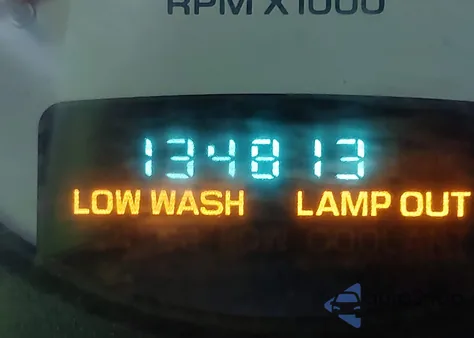 RPM X1000
134813
LOW WASH LAMP OUT